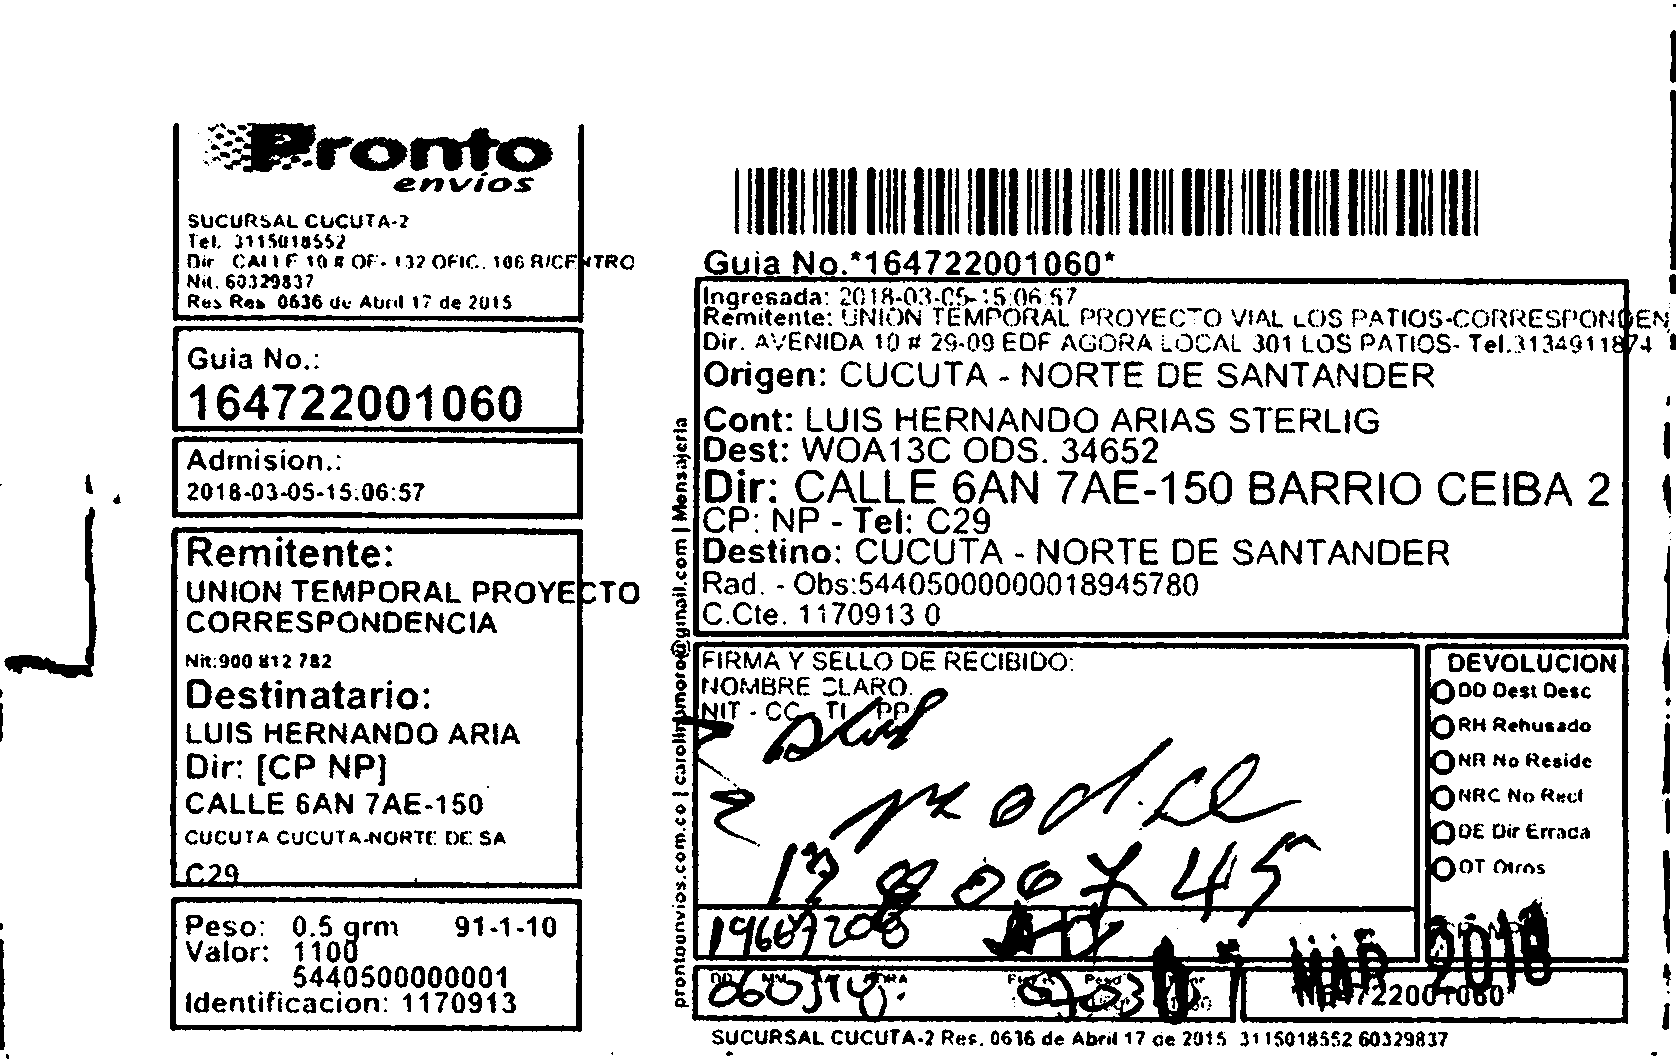 Pronto
envios
SUCURSAL CUCUTA-2
Tel. 3115018552
Dir CALLE 10 # OF- 132 OFIC. 106 R/CENTRO
Nit. 60329837
Res Res 0636 de Abril 17 de 2015
Guia No.:
164722001060
Admision.:
2018-03-05-15:06:57
Remitente:
UNION TEMPORAL PROYECTO
CORRESPONDENCIA
Nit:900 812 782
Destinatario:
LUIS HERNANDO ARIA
Dir: [CP NP]
CALLE 6AN 7AE-150
CUCUTA CUCUTA-NORTE DE SA
C29
Peso: 0.5 grm 91-1-10
Valor: 1100
5440500000001
Identificacion: 1170913
prontoenvios.com.co | carolinamoro@gmail.com | Mensajeria
Guia No.*164722001060*
Ingresada: 2018-03-05-15:06:57
Remitente: UNION TEMPORAL PROYECTO VIAL LOS PATIOS-CORRESPONDEN
Dir. AVENIDA 10 # 29-09 EDF AGORA LOCAL 301 LOS PATIOS- Tel.3134911874
Origen: CUCUTA - NORTE DE SANTANDER
Cont: LUIS HERNANDO ARIAS STERLIG
Dest: WOA13C ODS. 34652
Dir: CALLE 6AN 7AE-150 BARRIO CEIBA 2
CP: NP - Tel: C29
Destino: CUCUTA - NORTE DE SANTANDER
Rad. - Obs:54405000000018945780
C.Cte. 1170913 0
FIRMA Y SELLO DE RECIBIDO:
NOMBRE CLARO.
NIT - CC - TI - PP
DEVOLUCION
DD Dest Desc
RH Rehusado
NR No Reside
NRC No Recl
DE Dir Errada
OT Otros
MAR 2018
164722001060*
SUCURSAL CUCUTA-2 Res. 0636 de Abril 17 de 2015 3115018552 60329837